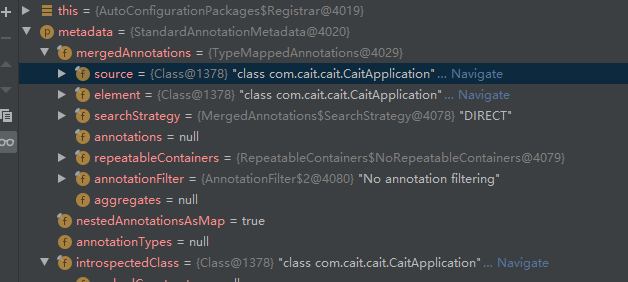 this = {AutoConfigurationPackages$Registrar@4019}
p metadata = {StandardAnnotationMetadata@4020}
f mergedAnnotations = {TypeMappedAnnotations@4029}
f source = {Class@1378} "class com.cait.cait.CaitApplication"... Navigate
f element = {Class@1378} "class com.cait.cait.CaitApplication"... Navigate
f searchStrategy = {MergedAnnotations$SearchStrategy@4078} "DIRECT"
f annotations = null
f repeatableContainers = {RepeatableContainers$NoRepeatableContainers@4079}
f annotationFilter = {AnnotationFilter$2@4080} "No annotation filtering"
f aggregates = null
f nestedAnnotationsAsMap = true
f annotationTypes = null
f introspectedClass = {Class@1378} "class com.cait.cait.CaitApplication"... Navigate